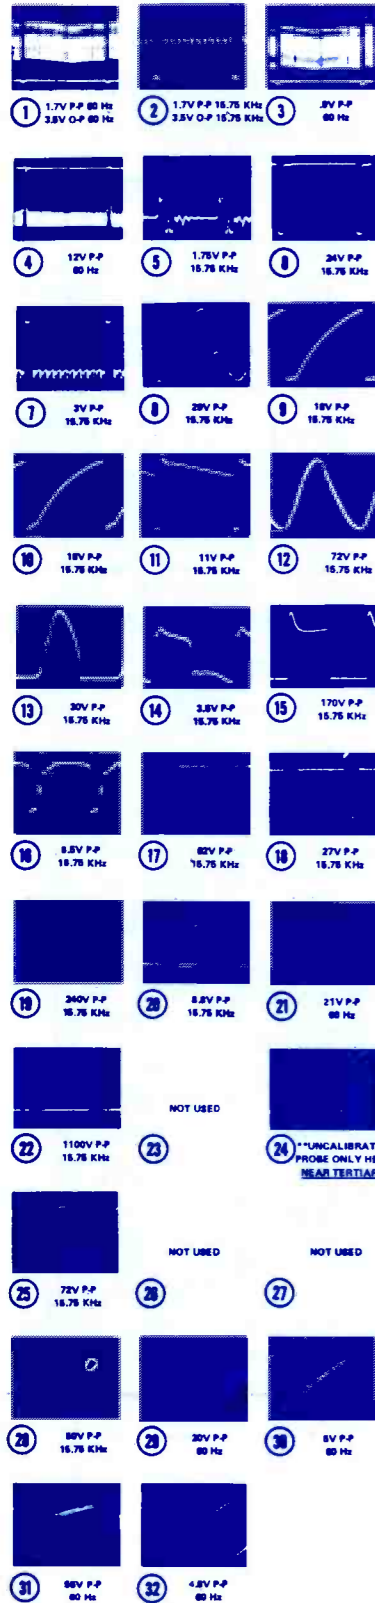 1 1.7V P-P 60 Hz
3.5V O-P 60 Hz
2 1.7V P-P 15.75 KHz
3.5V O-P 15.75 KHz
3 .9V P-P
60 Hz
4 12V P-P
60 Hz
5 1.75V P-P
15.75 KHz
24V P-P
15.75 KHz
7 3V P-P
15.75 KHz
8 29V P-P
15.75 KHz
9 18V P-P
15.75 KHz
10 18V P-P
15.75 KHz
11 11V P-P
15.75 KHz
12 72V P-P
15.75 KHz
13 30V P-P
15.75 KHz
14 3.8V P-P
15.75 KHz
15 170V P-P
15.75 KHz
16 8.5V P-P
15.75 KHz
17 62V P-P
15.75 KHz
18 27V P-P
15.75 KHz
19 240V P-P
15.75 KHz
20 5.8V P-P
15.75 KHz
21 21V P-P
60 Hz
22 1100V P-P
15.75 KHz
23 NOT USED
24 **UNCALIBRAT
PROBE ONLY HE
NEAR TERTIAR
25 72V P-P
15.75 KHz
26 NOT USED
27 NOT USED
P-P
15.75 KHz
29 20V P-P
60 Hz
30 P-P
60 Hz
31 P-P
60 Hz
32 4.5V P-P
60 Hz